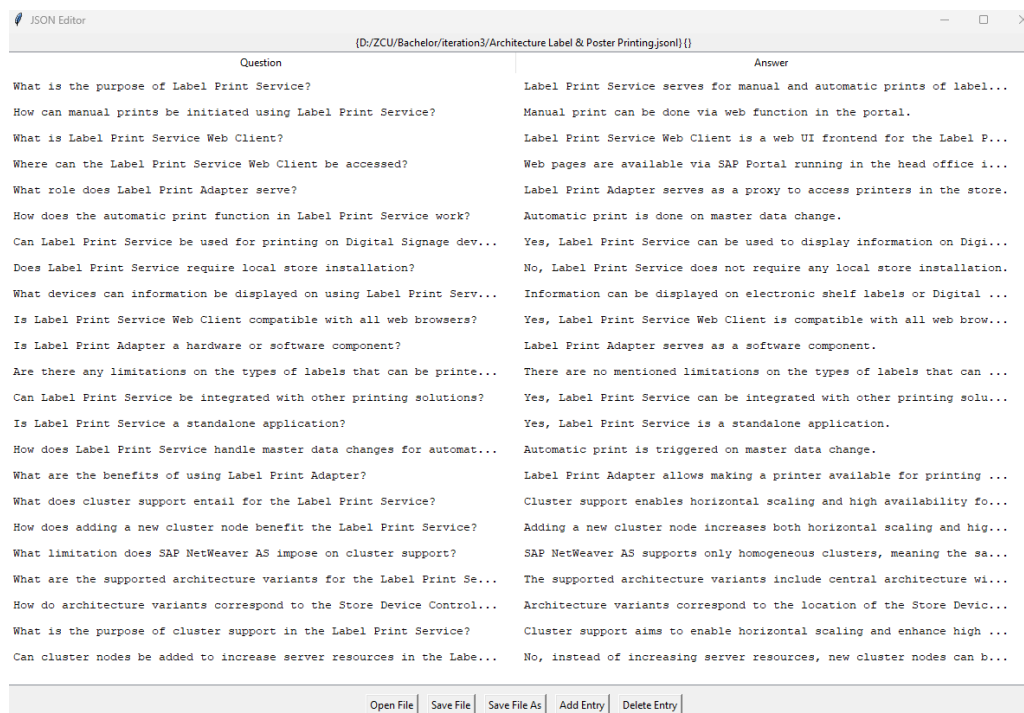 JSON Editor
{D:/ZCU/Bachelor/iteration3/Architecture Label & Poster Printing.jsonl} {}
Question Answer
What is the purpose of Label Print Service? Label Print Service serves for manual and automatic prints of label...
How can manual prints be initiated using Label Print Service? Manual print can be done via web function in the portal.
What is Label Print Service Web Client? Label Print Service Web Client is a web UI frontend for the Label P...
Where can the Label Print Service Web Client be accessed? Web pages are available via SAP Portal running in the head office i...
What role does Label Print Adapter serve? Label Print Adapter serves as a proxy to access printers in the store.
How does the automatic print function in Label Print Service work? Automatic print is done on master data change.
Can Label Print Service be used for printing on Digital Signage dev... Yes, Label Print Service can be used to display information on Digi...
Does Label Print Service require local store installation? No, Label Print Service does not require any local store installation.
What devices can information be displayed on using Label Print Serv... Information can be displayed on electronic shelf labels or Digital ...
Is Label Print Service Web Client compatible with all web browsers? Yes, Label Print Service Web Client is compatible with all web brow...
Is Label Print Adapter a hardware or software component? Label Print Adapter serves as a software component.
Are there any limitations on the types of labels that can be printe... There are no mentioned limitations on the types of labels that can ...
Can Label Print Service be integrated with other printing solutions? Yes, Label Print Service can be integrated with other printing solu...
Is Label Print Service a standalone application? Yes, Label Print Service is a standalone application.
How does Label Print Service handle master data changes for automat... Automatic print is triggered on master data change.
What are the benefits of using Label Print Adapter? Label Print Adapter allows making a printer available for printing ...
What does cluster support entail for the Label Print Service? Cluster support enables horizontal scaling and high availability fo...
How does adding a new cluster node benefit the Label Print Service? Adding a new cluster node increases both horizontal scaling and hig...
What limitation does SAP NetWeaver AS impose on cluster support? SAP NetWeaver AS supports only homogeneous clusters, meaning the sa...
What are the supported architecture variants for the Label Print Se... The supported architecture variants include central architecture wi...
How do architecture variants correspond to the Store Device Control... Architecture variants correspond to the location of the Store Devic...
What is the purpose of cluster support in the Label Print Service? Cluster support aims to enable horizontal scaling and enhance high ...
Can cluster nodes be added to increase server resources in the Labe... No, instead of increasing server resources, new cluster nodes can b...
Open File Save File Save File As Add Entry Delete Entry